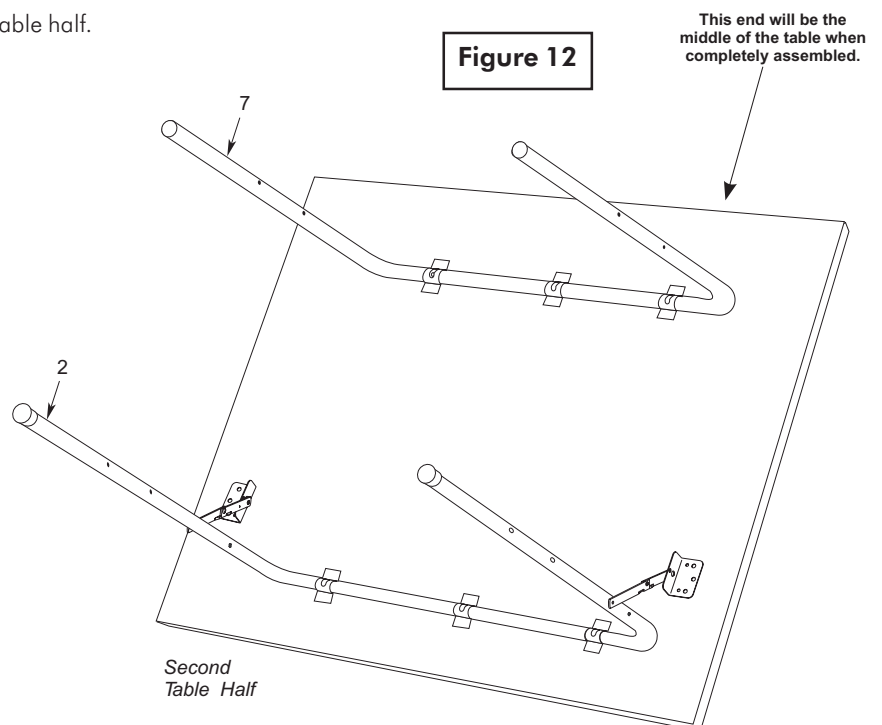 able half.
Figure 12
This end will be the
middle of the table when
completely assembled.
7
2
Second
Table Half